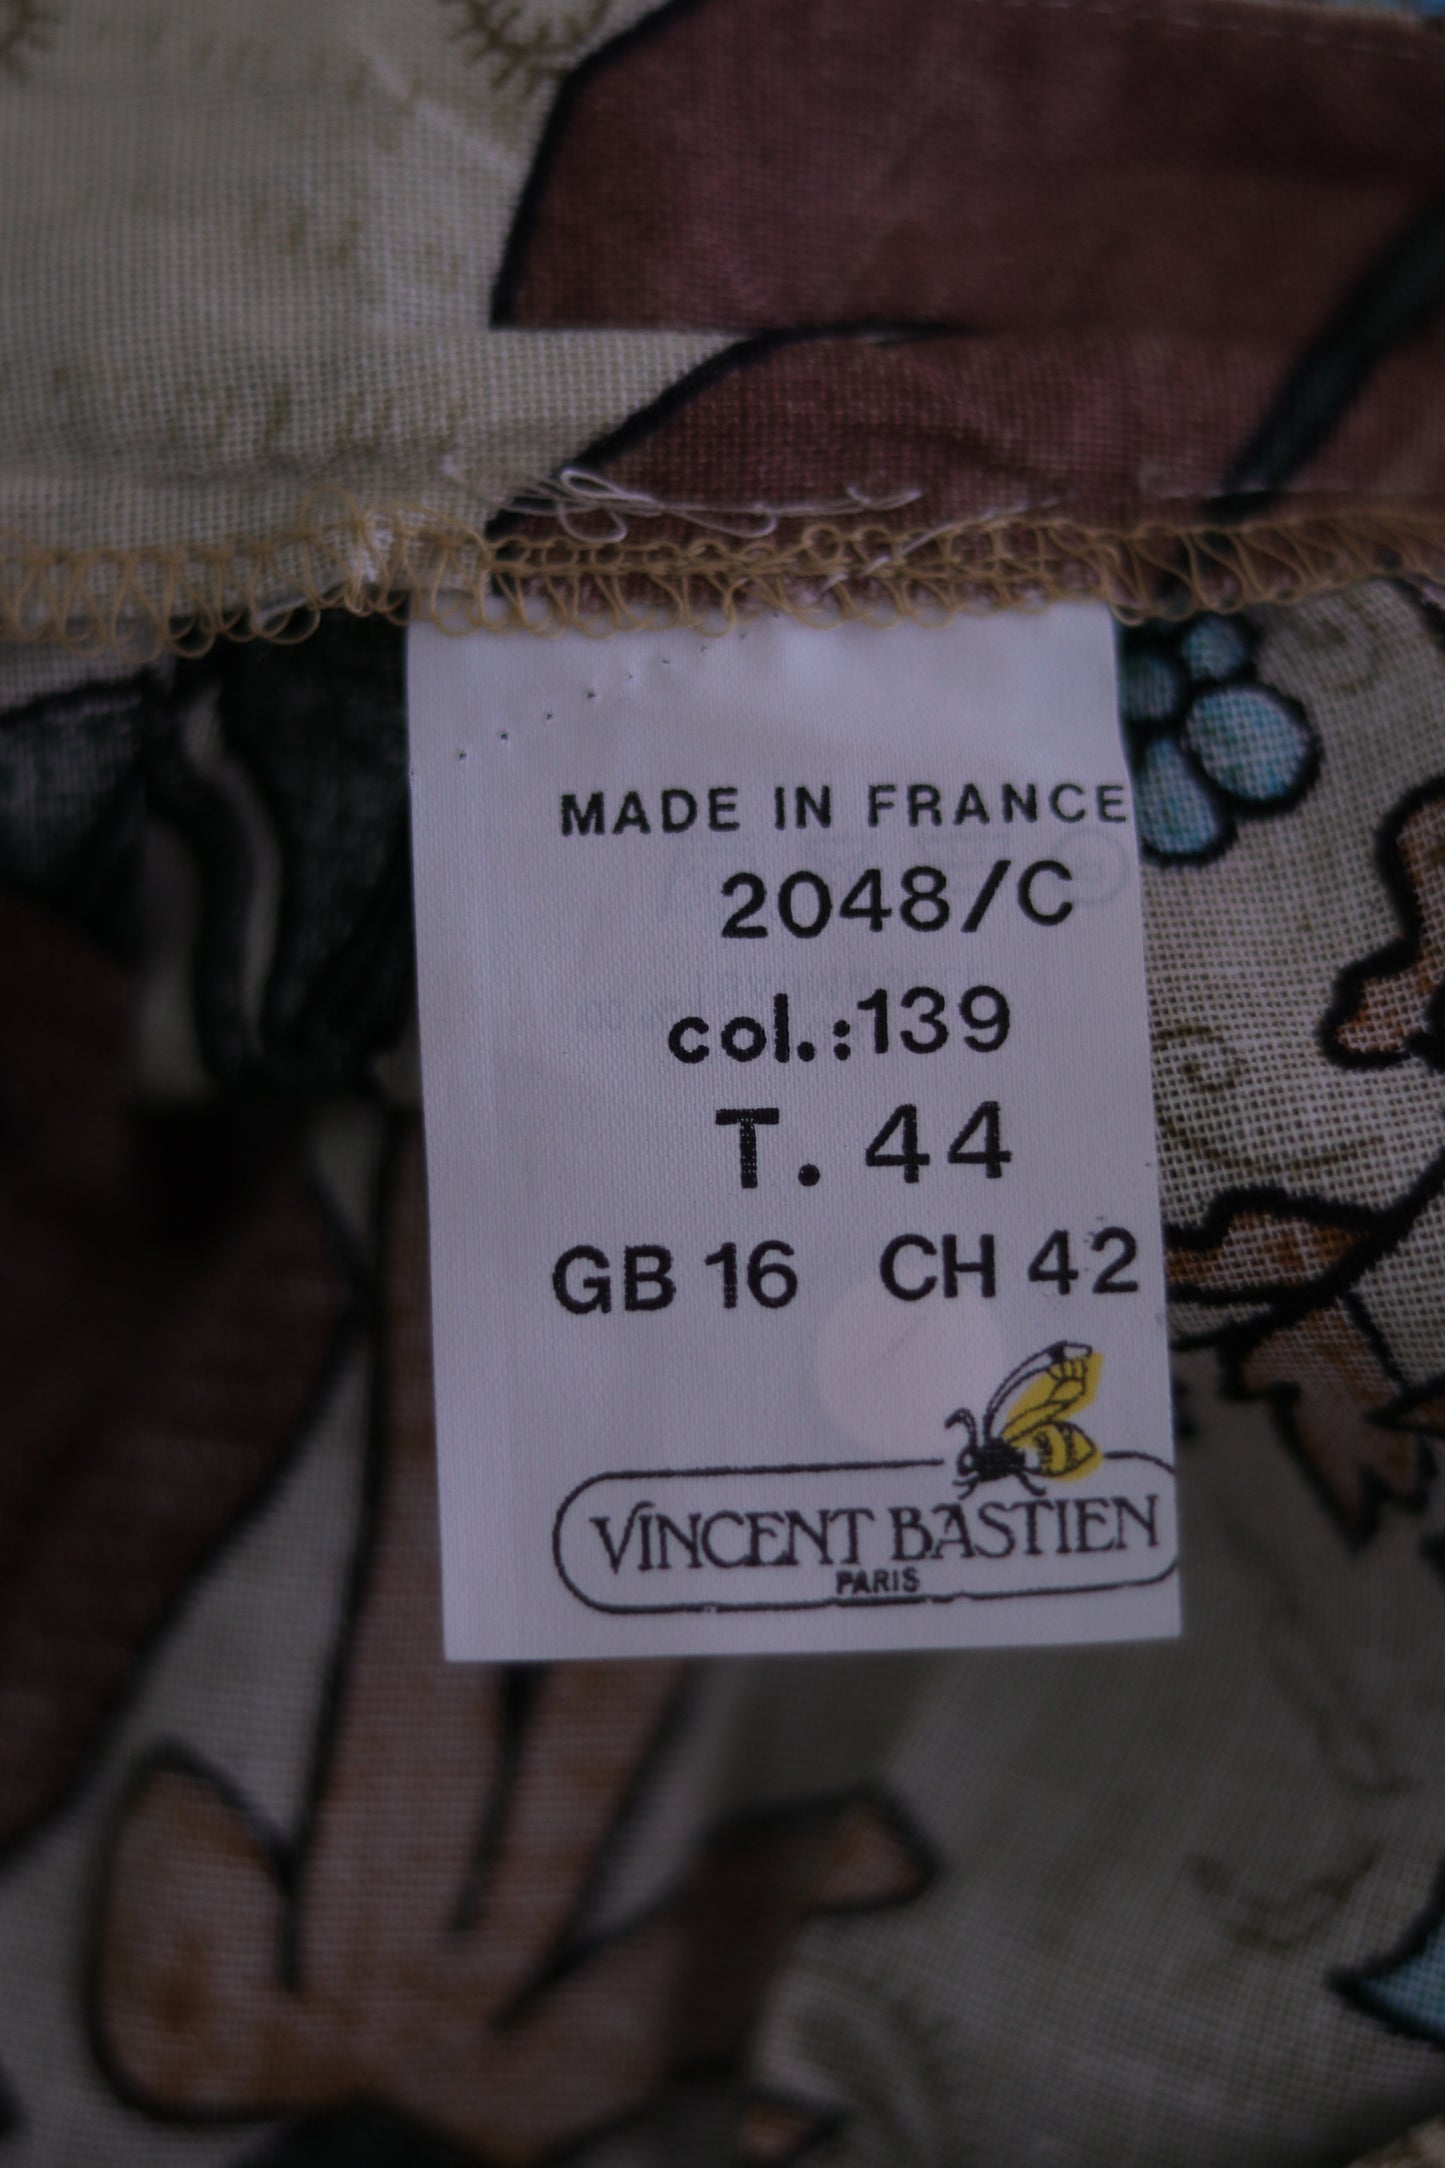 MADE IN FRANCE
2048/C
col.:139
T. 44
GB 16 CH 42
VINCENT BASTIEN
PARIS